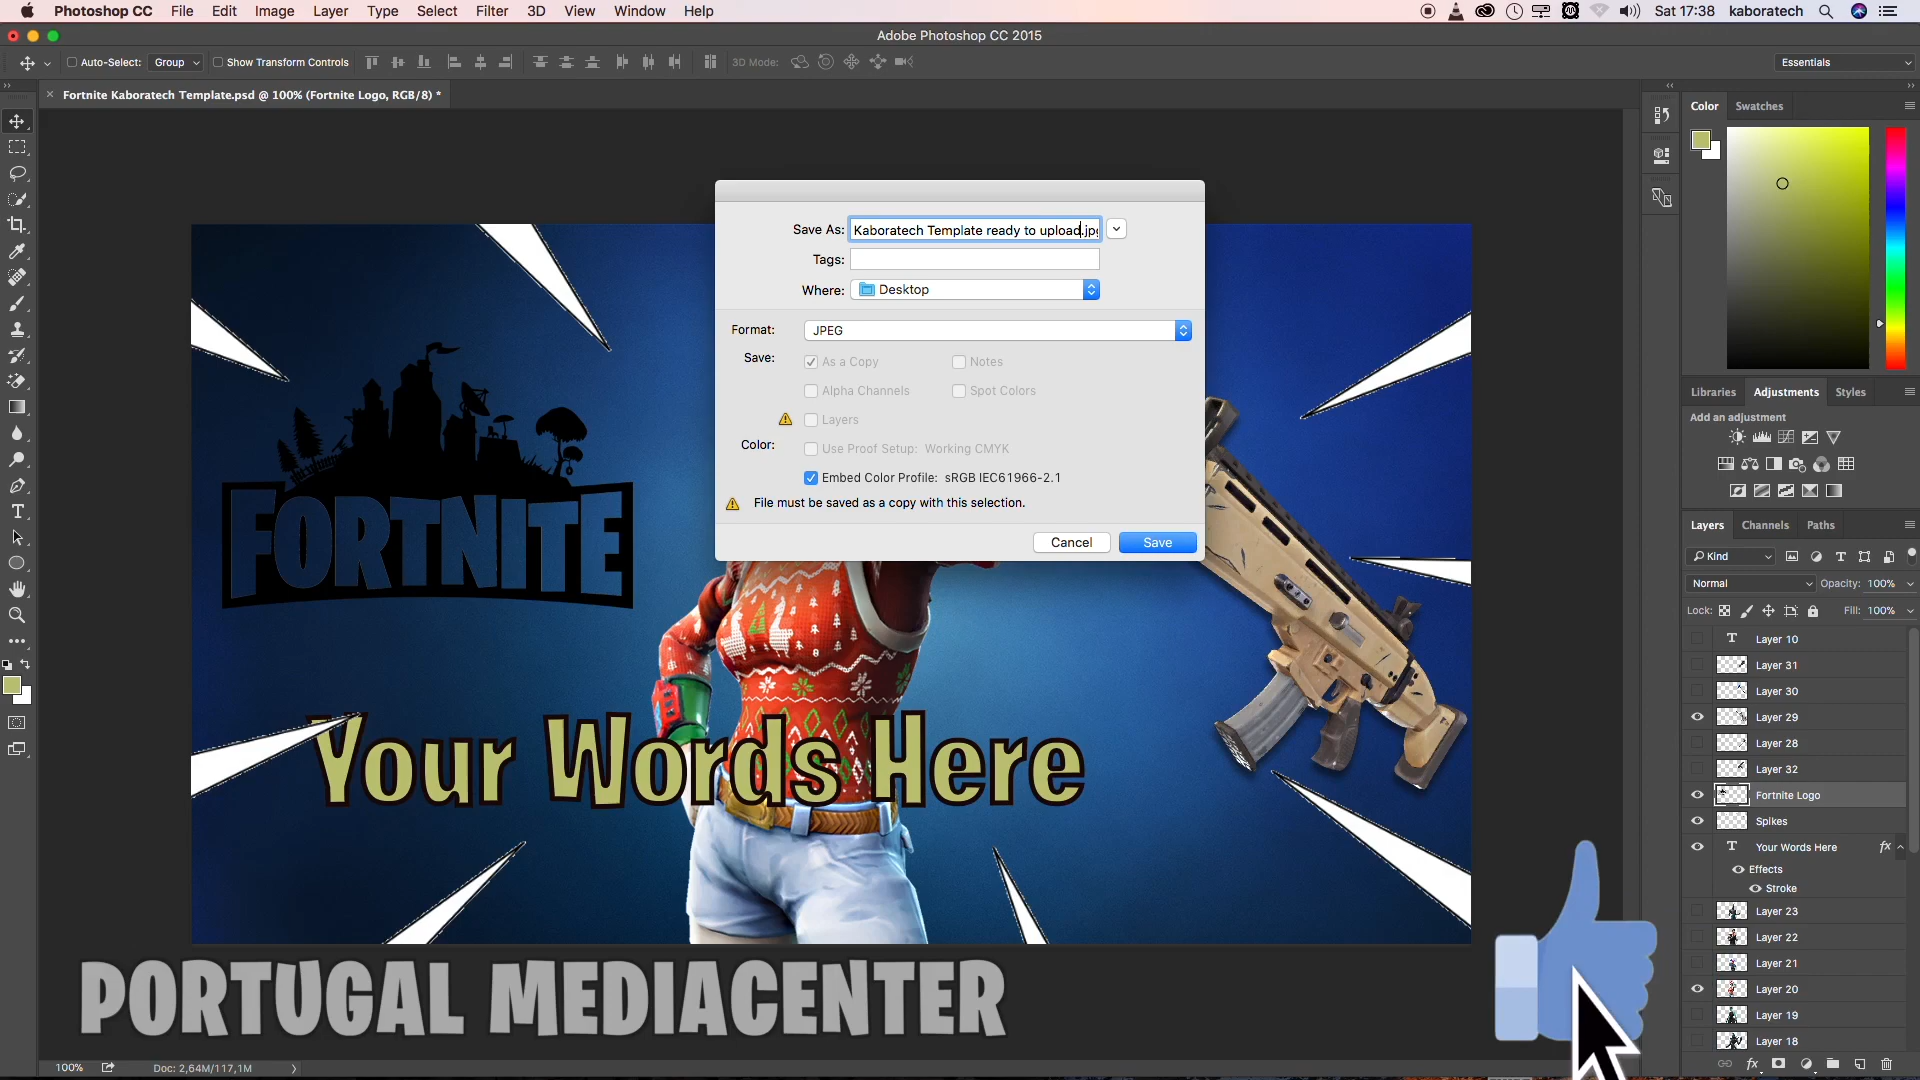 Photoshop CC File Edit Image Layer Type Select Filter 3D View Window Help Sat 17:38 kaboratech
Adobe Photoshop CC 2015
Auto-Select: Group Show Transform Controls 3D Mode: Essentials
Fortnite Kaboratech Template.psd @ 100% (Fortnite Logo, RGB/8) *
Color Swatches
Save As: Kaboratech Template ready to upload.jpg
Tags:
Where: Desktop
Format: JPEG
Save: As a Copy Notes
Alpha Channels Spot Colors
Layers
Color: Use Proof Setup: Working CMYK
Embed Color Profile: sRGB IEC61966-2.1
File must be saved as a copy with this selection.
Cancel Save
FORTNITE
Your Words Here
PORTUGAL MEDIACENTER
Libraries Adjustments Styles
Add an adjustment
Layers Channels Paths
Kind
Normal Opacity: 100%
Lock: Fill: 100%
Layer 10
Layer 31
Layer 30
Layer 29
Layer 28
Layer 32
Fortnite Logo
Spikes
Your Words Here fx
Effects
Stroke
Layer 23
Layer 22
Layer 21
Layer 20
Layer 19
Layer 18
100% Doc: 2,64M/117,1M